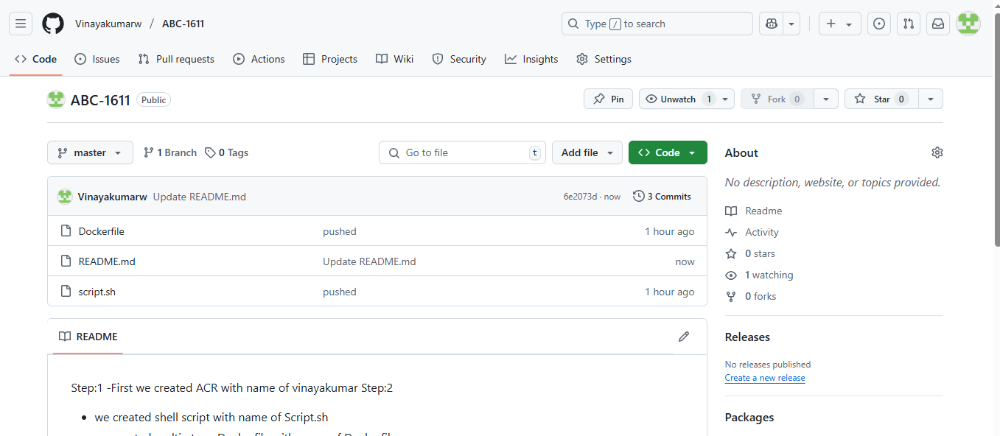 Vinayakumarw / ABC-1611
Type / to search
Code
Issues
Pull requests
Actions
Projects
Wiki
Security
Insights
Settings
ABC-1611 Public
Pin
Unwatch 1
Fork 0
Star 0
master
1 Branch
0 Tags
Go to file t
Add file
Code
Vinayakumarw Update README.md 6e2073d · now 3 Commits
Dockerfile pushed 1 hour ago
README.md Update README.md now
script.sh pushed 1 hour ago
README
Step:1 -First we created ACR with name of vinayakumar Step:2
we created shell script with name of Script.sh
About
No description, website, or topics provided.
Readme
Activity
0 stars
1 watching
0 forks
Releases
No releases published
Create a new release
Packages